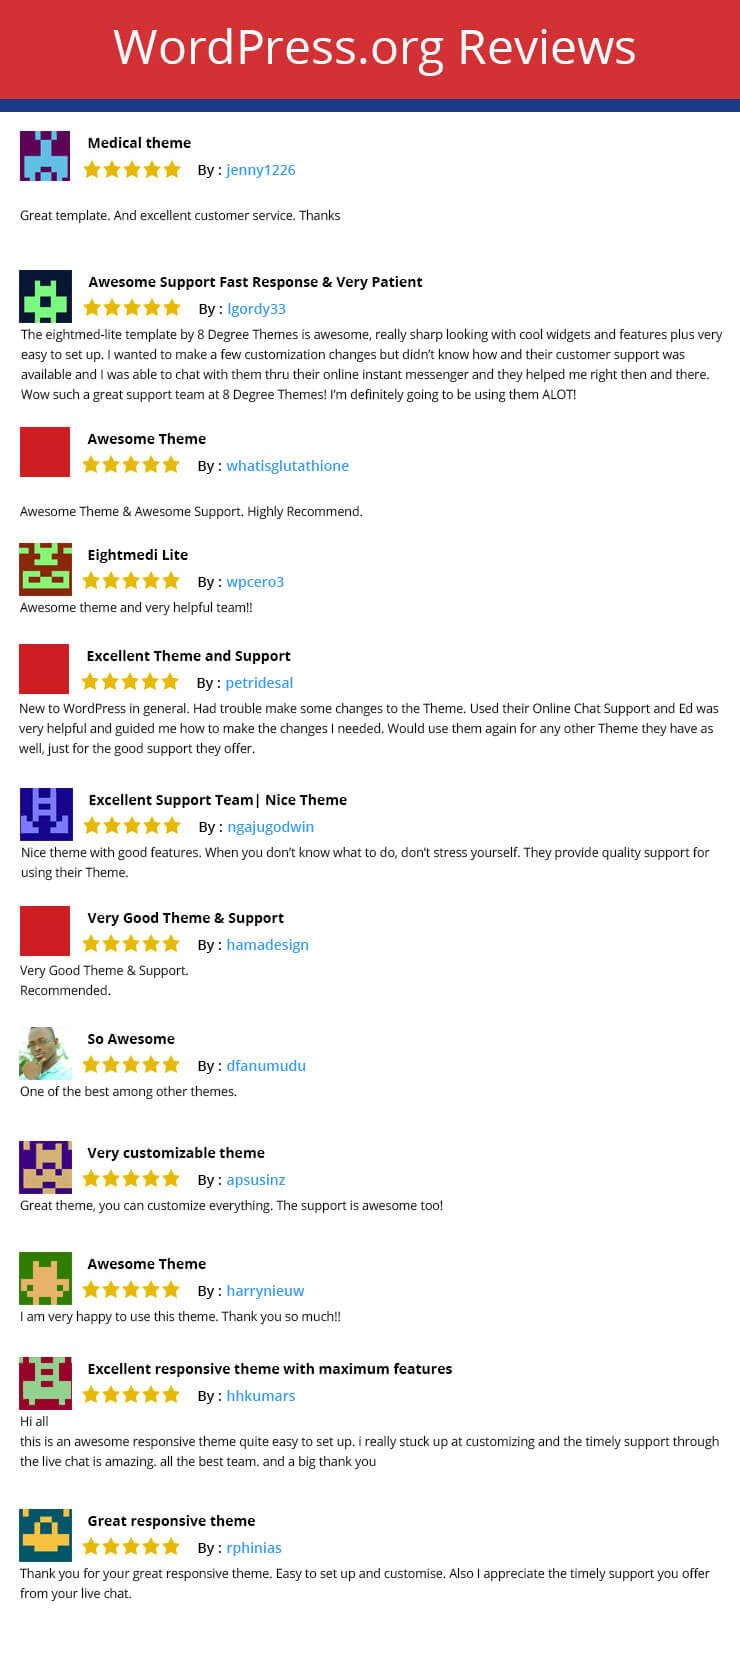 WordPress.org Reviews
Medical theme
By : jenny1226
Great template. And excellent customer service. Thanks
Awesome Support Fast Response & Very Patient
By : lgordy33
The eightmed-lite template by 8 Degree Themes is awesome, really sharp looking with cool widgets and features plus very
easy to set up. I wanted to make a few customization changes but didn't know how and their customer support was
available and I was able to chat with them thru their online instant messenger and they helped me right then and there.
Wow such a great support team at 8 Degree Themes! I'm definitely going to be using them ALOT!
Awesome Theme
By : whatisglutathione
Awesome Theme & Awesome Support. Highly Recommend.
Eightmedi Lite
By : wpcero3
Awesome theme and very helpful team!!
Excellent Theme and Support
By : petridesal
New to WordPress in general. Had trouble make some changes to the Theme. Used their Online Chat Support and Ed was
very helpful and guided me how to make the changes I needed. Would use them again for any other Theme they have as
well, just for the good support they offer.
Excellent Support Team| Nice Theme
By : ngajugodwin
Nice theme with good features. When you don't know what to do, don't stress yourself. They provide quality support for
using their Theme.
Very Good Theme & Support
By : hamadesign
Very Good Theme & Support.
Recommended.
So Awesome
By : dfanumudu
One of the best among other themes.
Very customizable theme
By : apsusinz
Great theme, you can customize everything. The support is awesome too!
Awesome Theme
By : harrynieuw
I am very happy to use this theme. Thank you so much!!
Excellent responsive theme with maximum features
By : hhkumars
Hi all
this is an awesome responsive theme quite easy to set up. i really stuck up at customizing and the timely support through
the live chat is amazing. all the best team. and a big thank you
Great responsive theme
By : rphinias
Thank you for your great responsive theme. Easy to set up and customise. Also I appreciate the timely support you offer
from your live chat.